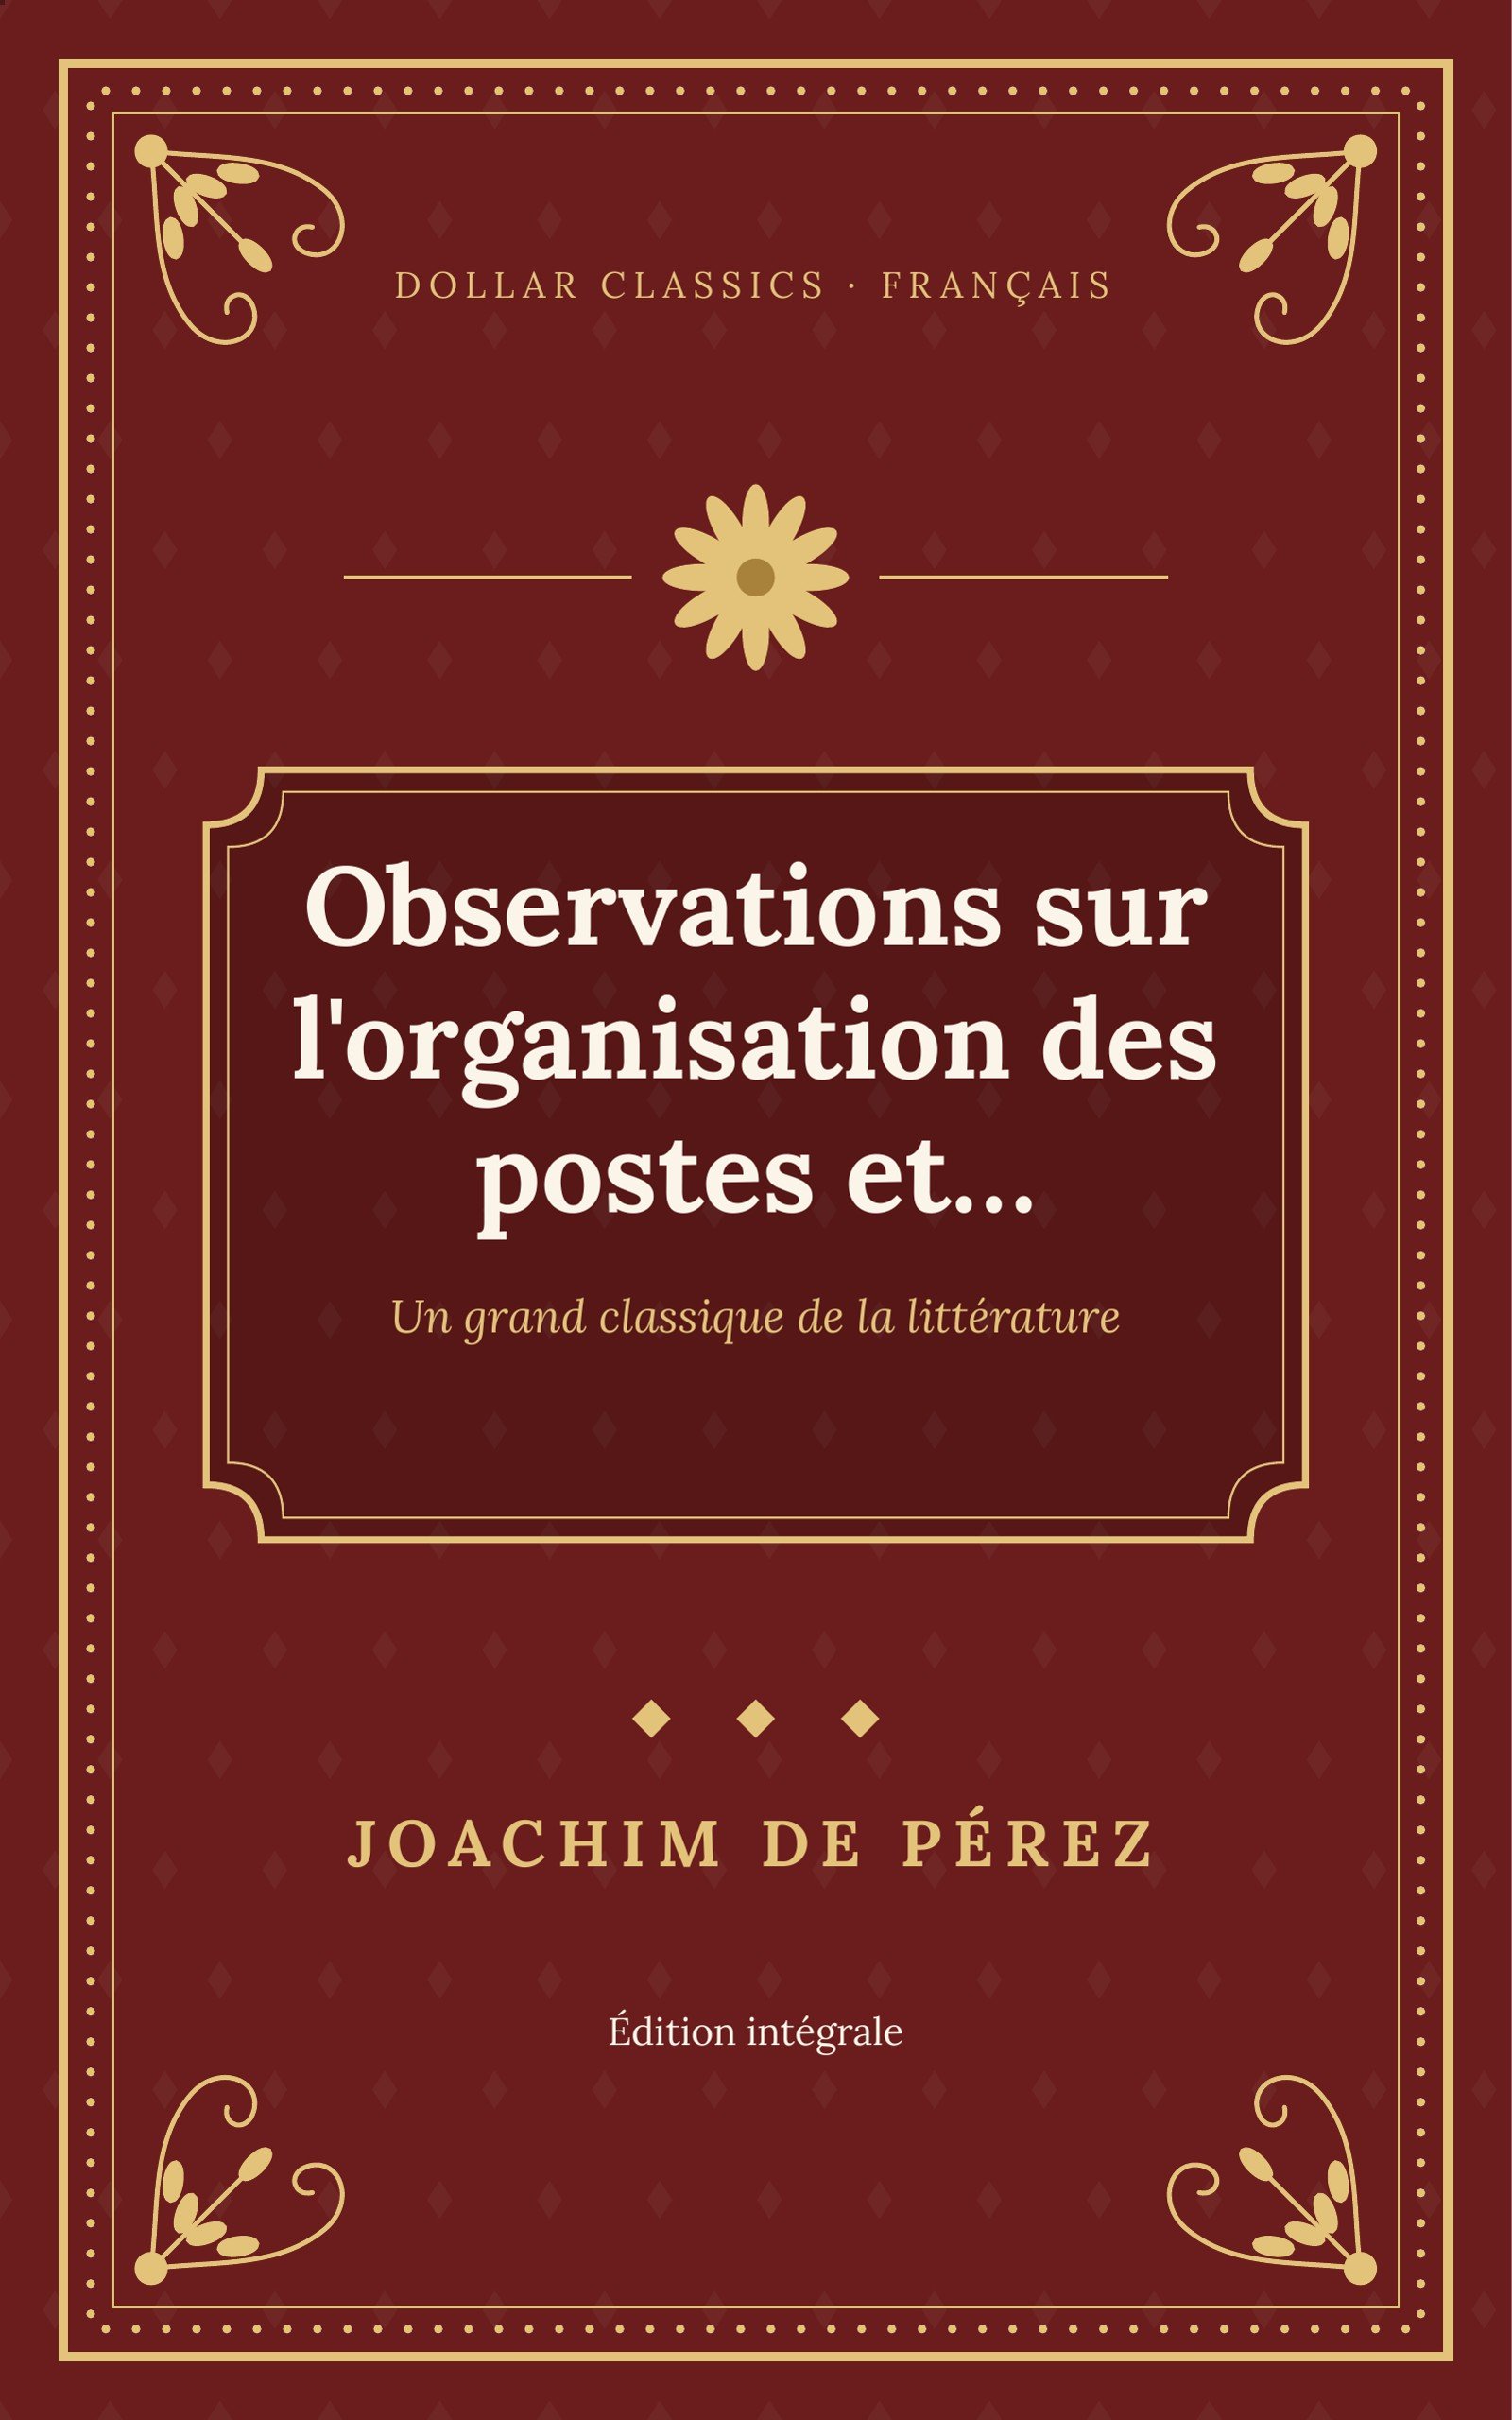 DOLLAR CLASSICS · FRANÇAIS
Observations sur
l'organisation des
postes et...
Un grand classique de la littérature
JOACHIM DE PÉREZ
Édition intégrale